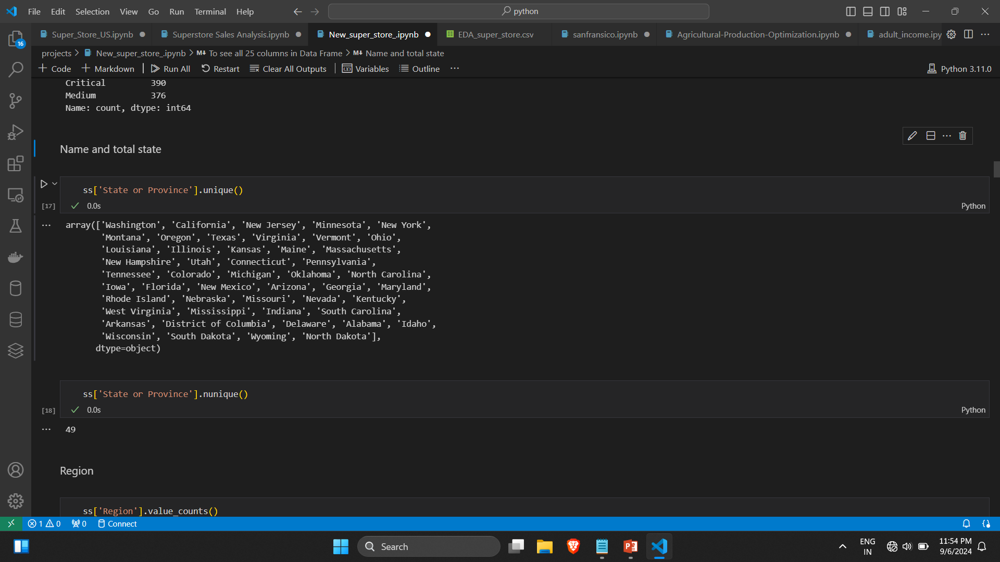 File Edit Selection View Go Run Terminal Help
python
Super_Store_US.ipynb Superstore Sales Analysis.ipynb New_super_store_.ipynb EDA_super_store.csv sanfransico.ipynb Agricultural-Production-Optimization.ipynb adult_income.ipy
16
projects > New_super_store_.ipynb > M↓ To see all 25 columns in Data Frame > M↓ Name and total state
+ Code + Markdown | Run All Restart Clear All Outputs | Variables Outline ... Python 3.11.0
Critical 390
Medium 376
Name: count, dtype: int64
Name and total state
ss['State or Province'].unique()
[17] 0.0s Python
array(['Washington', 'California', 'New Jersey', 'Minnesota', 'New York',
'Montana', 'Oregon', 'Texas', 'Virginia', 'Vermont', 'Ohio',
'Louisiana', 'Illinois', 'Kansas', 'Maine', 'Massachusetts',
'New Hampshire', 'Utah', 'Connecticut', 'Pennsylvania',
'Tennessee', 'Colorado', 'Michigan', 'Oklahoma', 'North Carolina',
'Iowa', 'Florida', 'New Mexico', 'Arizona', 'Georgia', 'Maryland',
'Rhode Island', 'Nebraska', 'Missouri', 'Nevada', 'Kentucky',
'West Virginia', 'Mississippi', 'Indiana', 'South Carolina',
'Arkansas', 'District of Columbia', 'Delaware', 'Alabama', 'Idaho',
'Wisconsin', 'South Dakota', 'Wyoming', 'North Dakota'],
dtype=object)
ss['State or Province'].nunique()
[18] 0.0s Python
49
Region
ss['Region'].value_counts()
1 0 0 Connect
Search
ENG
IN
11:54 PM
9/6/2024